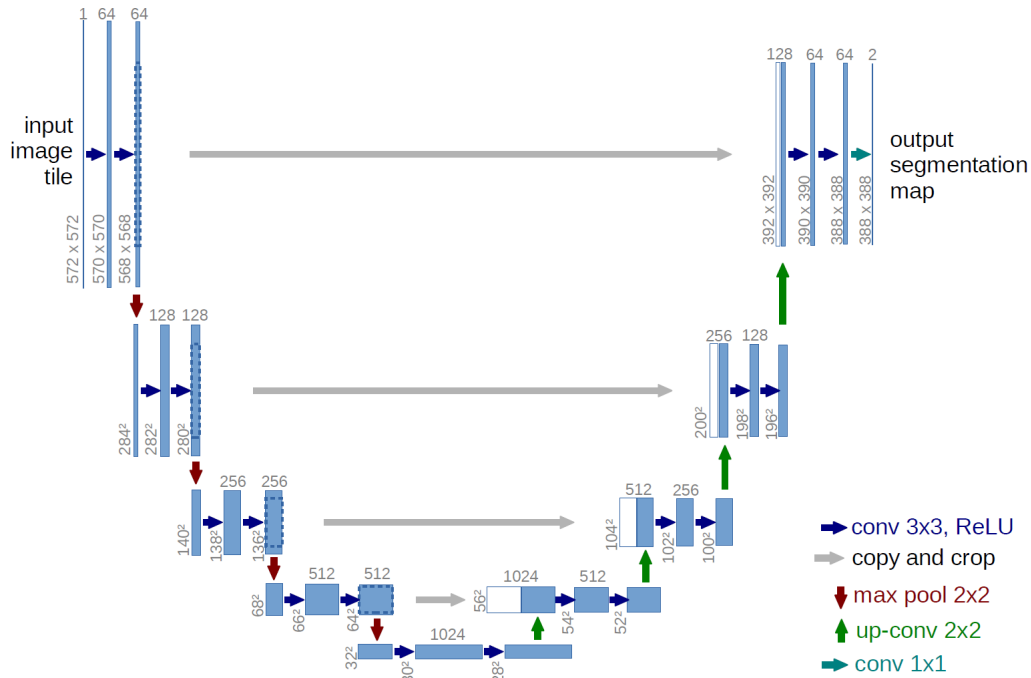 1 64 64
input
image
tile
572 x 572
570 x 570
568 x 568
128 64 64 2
output
segmentation
map
392 x 392
390 x 390
388 x 388
388 x 388
128 128
284²
282²
280²
256 128
200²
198²
196²
256 256
140²
138²
136²
512 256
104²
102²
100²
512 512
68²
66²
64²
1024 512
56²
54²
52²
1024
32²
30²
28²
conv 3x3, ReLU
copy and crop
max pool 2x2
up-conv 2x2
conv 1x1